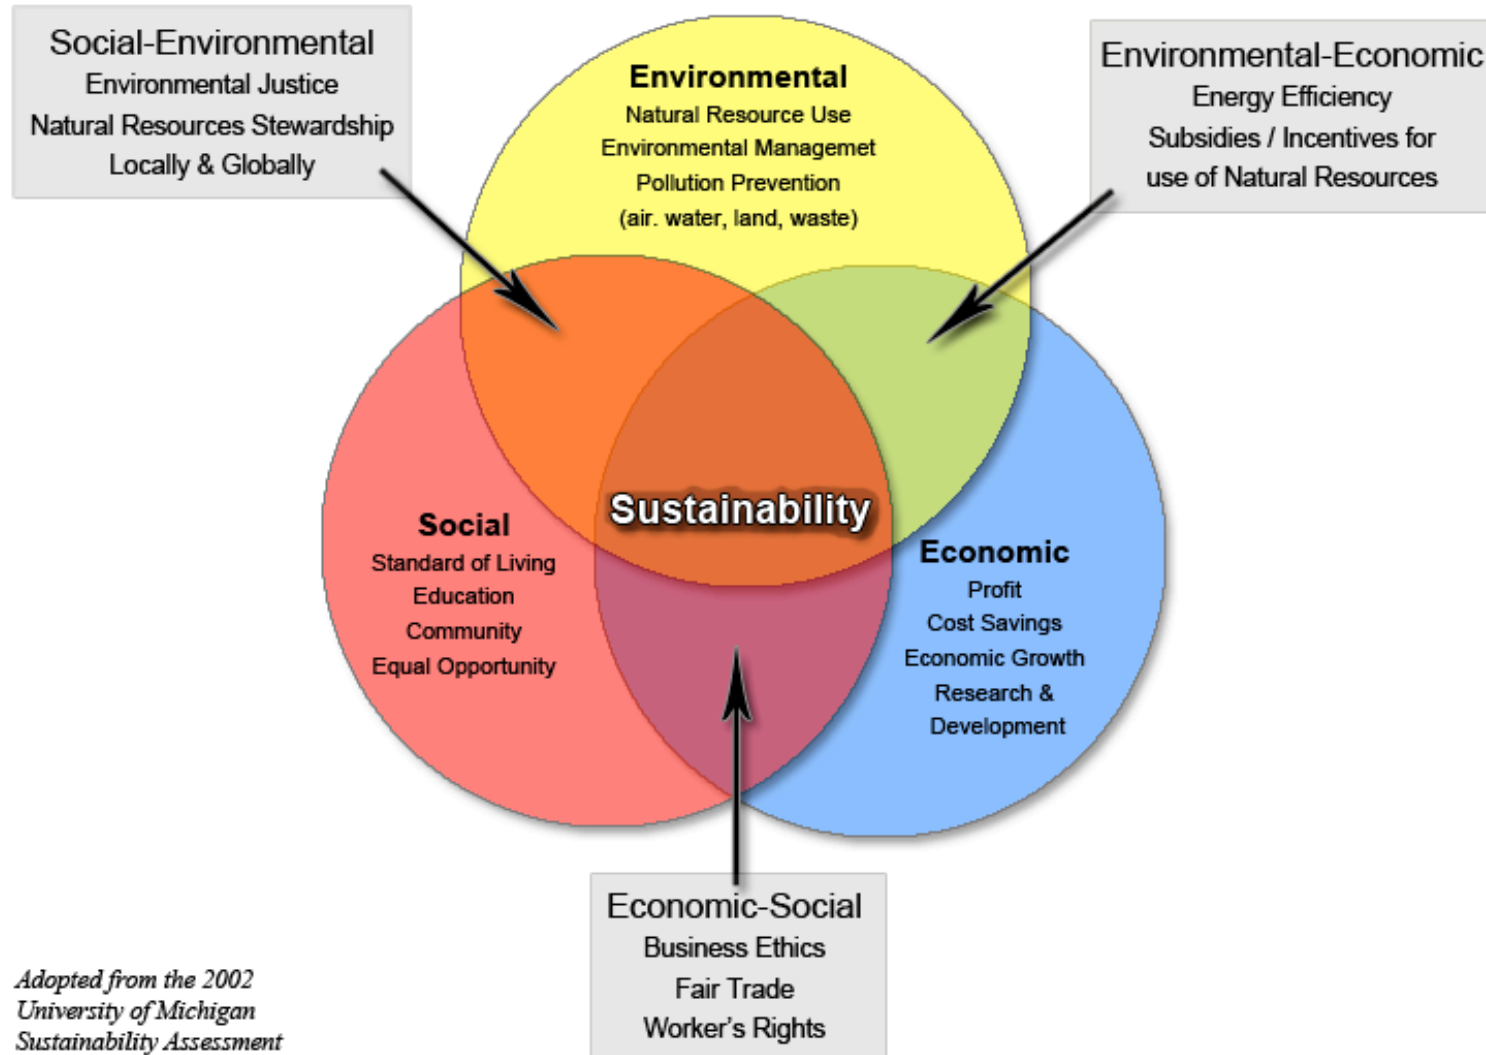 Social-Environmental
Environmental Justice
Natural Resources Stewardship
Locally & Globally
Environmental
Natural Resource Use
Environmental Managemet
Pollution Prevention
(air. water, land, waste)
Environmental-Economic
Energy Efficiency
Subsidies / Incentives for
use of Natural Resources
Sustainability
Social
Standard of Living
Education
Community
Equal Opportunity
Economic
Profit
Cost Savings
Economic Growth
Research &
Development
Economic-Social
Business Ethics
Fair Trade
Worker's Rights
Adopted from the 2002
University of Michigan
Sustainability Assessment